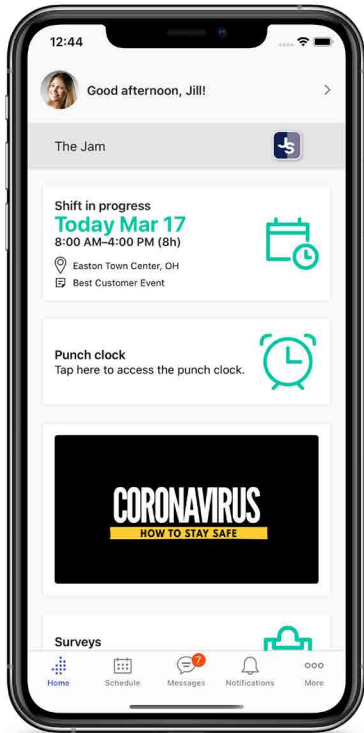 12:44
Good afternoon, Jill!
The Jam
JS
Shift in progress
Today Mar 17
8:00 AM–4:00 PM (8h)
Easton Town Center, OH
Best Customer Event
Punch clock
Tap here to access the punch clock.
CORONAVIRUS
HOW TO STAY SAFE
Surveys
7
Home
Schedule
Messages
Notifications
More